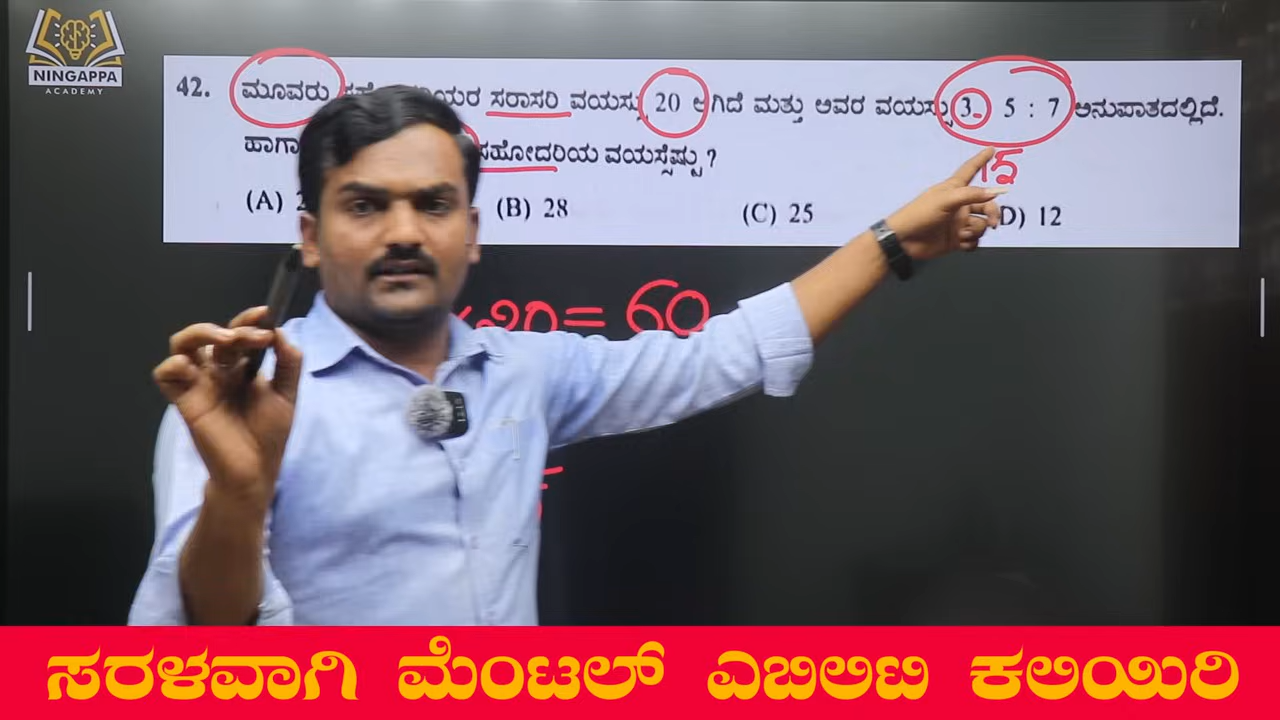 NINGAPPA
ACADEMY
42. ಮೂವರು ಸರಾಸರಿ ವಯಸ್ಸು 20 ಆಗಿದೆ ಮತ್ತು ಅವರ ವಯಸ್ಸು 3 5 : 7 ಅನುಪಾತದಲ್ಲಿದೆ.
ಸಹೋದರಿಯ ವಯಸ್ಸೆಷ್ಟು ?
15
(A) (B) 28 (C) 25 D) 12
= 60
ಸರಳವಾಗಿ ಮೆಂಟಲ್ ಎಬಿಲಿಟಿ ಕಲಿಯಿರಿ